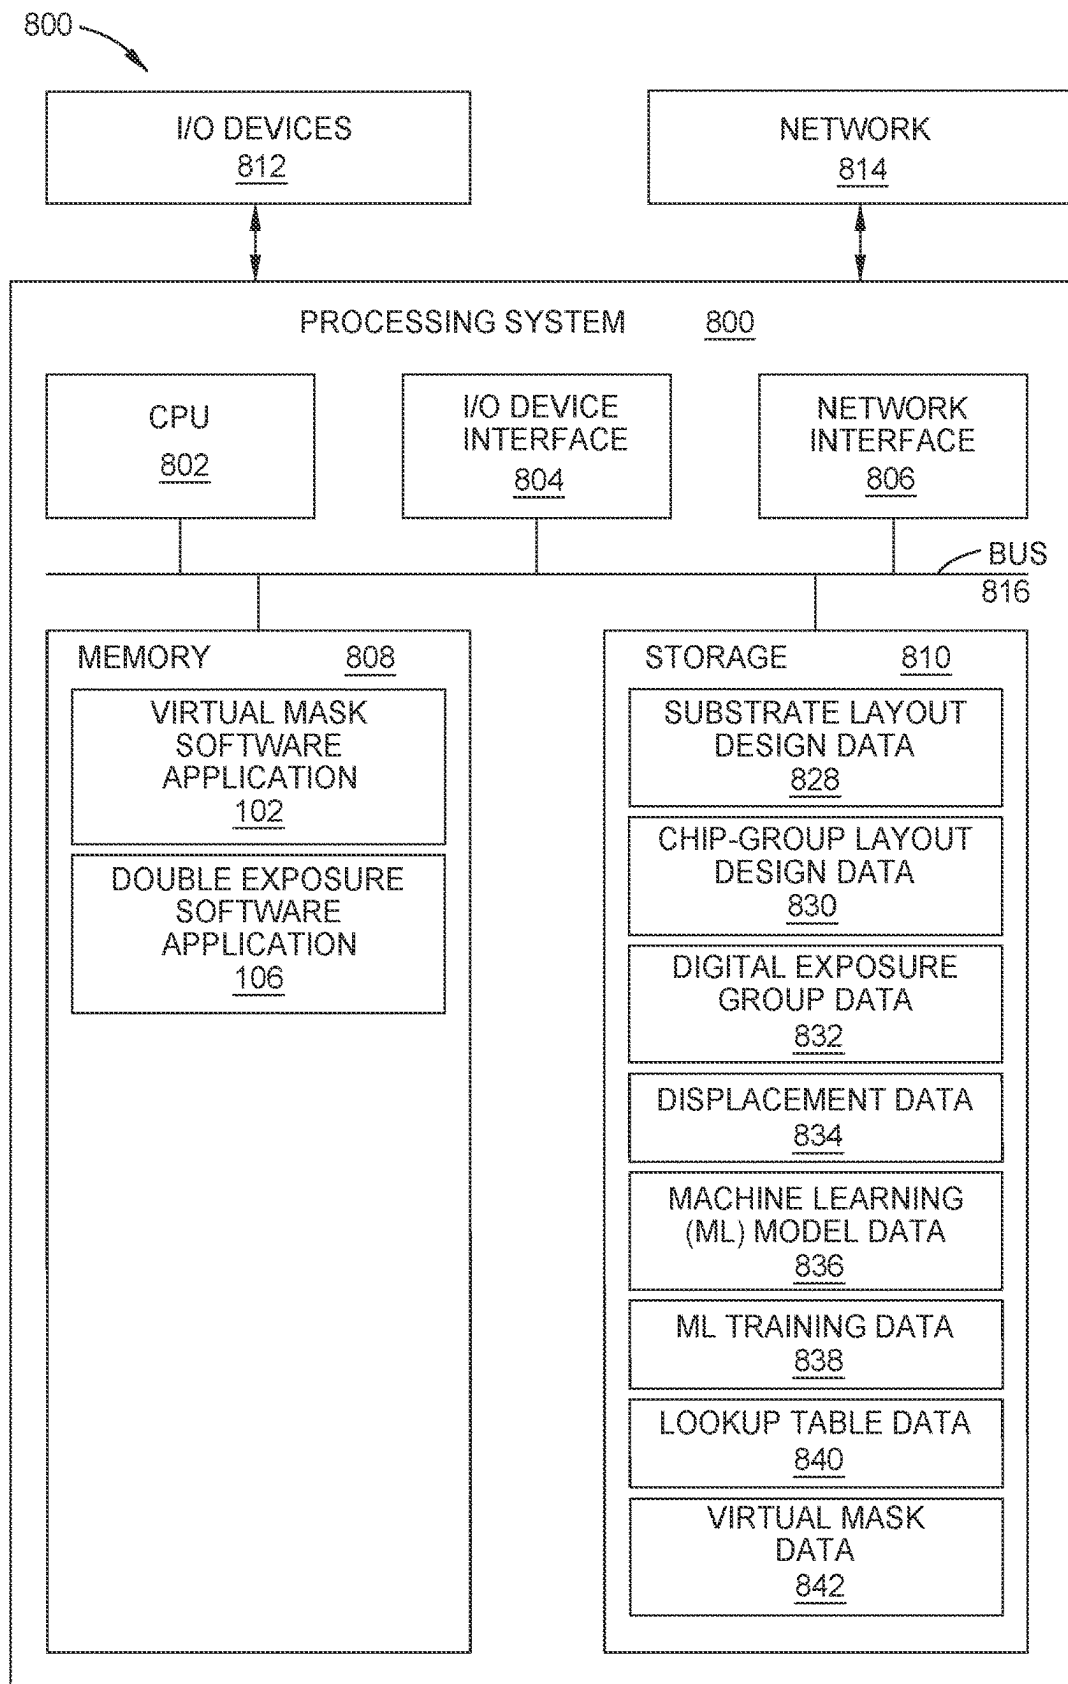 800
I/O DEVICES
812
NETWORK
814
PROCESSING SYSTEM 800
CPU
802
I/O DEVICE
INTERFACE
804
NETWORK
INTERFACE
806
BUS
816
MEMORY 808
VIRTUAL MASK
SOFTWARE
APPLICATION
102
DOUBLE EXPOSURE
SOFTWARE
APPLICATION
106
STORAGE 810
SUBSTRATE LAYOUT
DESIGN DATA
828
CHIP-GROUP LAYOUT
DESIGN DATA
830
DIGITAL EXPOSURE
GROUP DATA
832
DISPLACEMENT DATA
834
MACHINE LEARNING
(ML) MODEL DATA
836
ML TRAINING DATA
838
LOOKUP TABLE DATA
840
VIRTUAL MASK
DATA
842